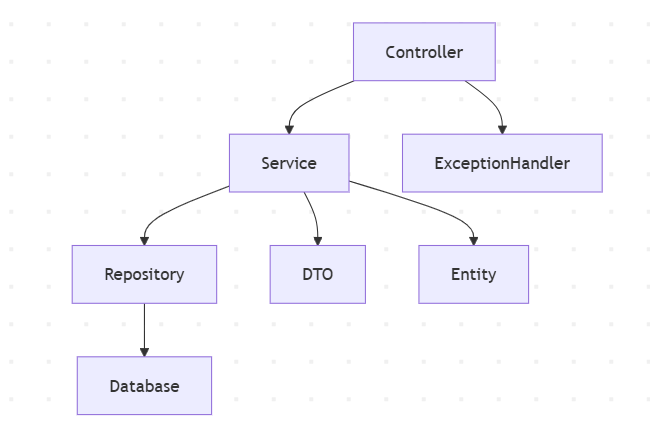 Controller
Service
ExceptionHandler
Repository
DTO
Entity
Database